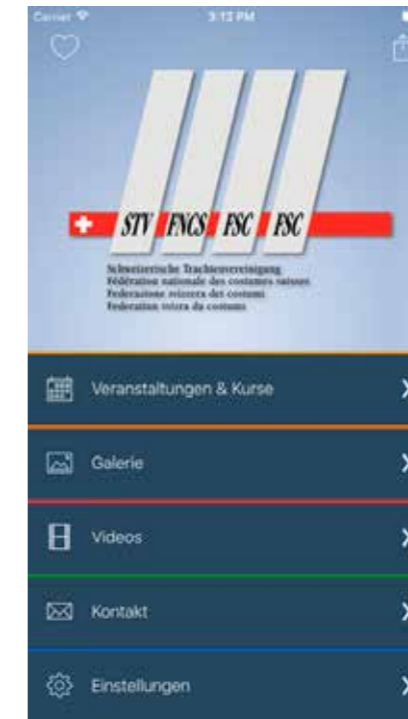 Carrier 3:13 PM
STV FNCS FSC FSC
Schweizerische Trachtenvereinigung
Fédération nationale des costumes suisses
Federazione svizzera dei costumi
Federaziun svizra da costums
Veranstaltungen & Kurse
Galerie
Videos
Kontakt
Einstellungen